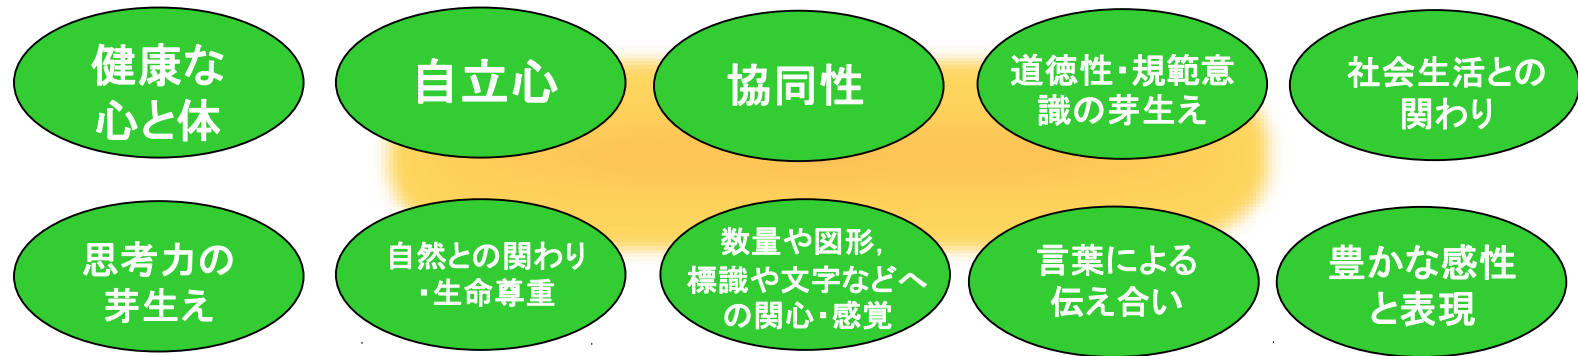 健康な
心と体
自立心
協同性
道徳性・規範意
識の芽生え
社会生活との
関わり
思考力の
芽生え
自然との関わり
・生命尊重
数量や図形，
標識や文字などへ
の関心・感覚
言葉による
伝え合い
豊かな感性
と表現